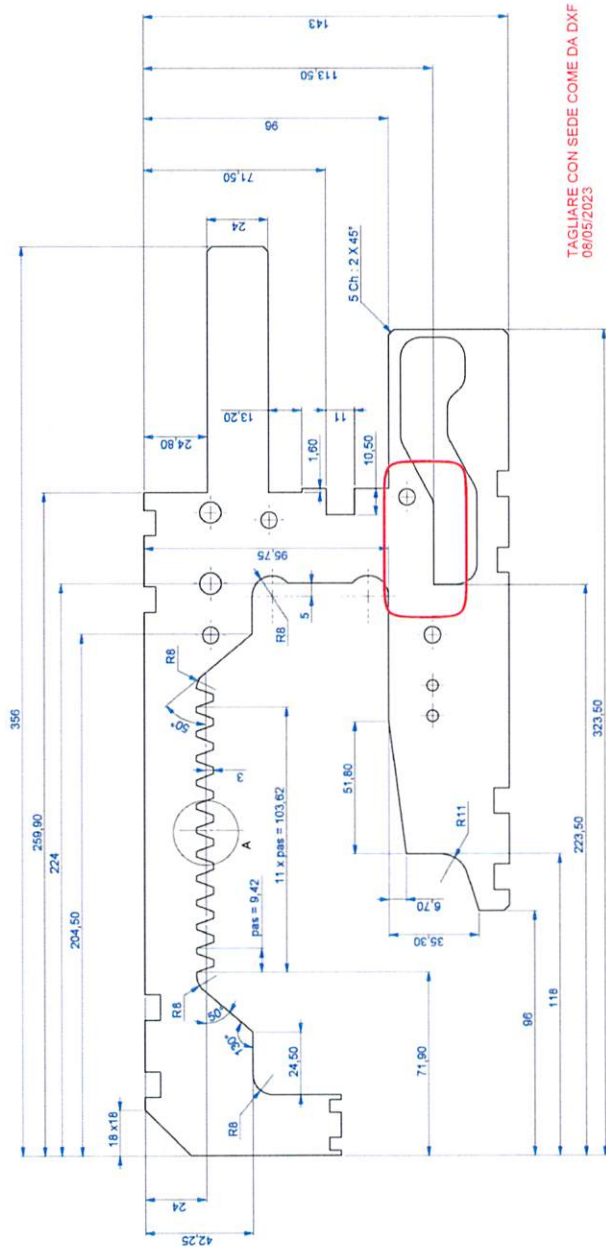 356
259,90
224
204,50
18 x18
24
42,25
R8
24,50
130°
50°
R8
71,90
pas = 9,42
11 x pas = 103,62
A
3
50°
R8
R8
5
95,75
24,80
13,20
1,60
11
10,50
24
71,50
96
113,50
143
5 Ch : 2 X 45°
51,80
6,70
35,30
R11
96
118
223,50
323,50
TAGLIARE CON SEDE COME DA DXF
08/05/2023